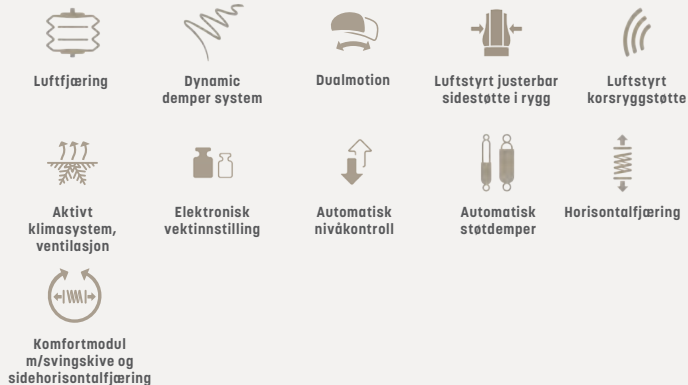 Luftfjæring
Dynamic
demper system
Dualmotion
Luftstyrt justerbar
sidestøtte i rygg
Luftstyrt
korsryggstøtte
Aktivt
klimasystem,
ventilasjon
Elektronisk
vektinnstilling
Automatisk
nivåkontroll
Automatisk
støtdemper
Horisontalfjæring
Komfortmodul
m/svingskive og
sidehorisontalfjæring